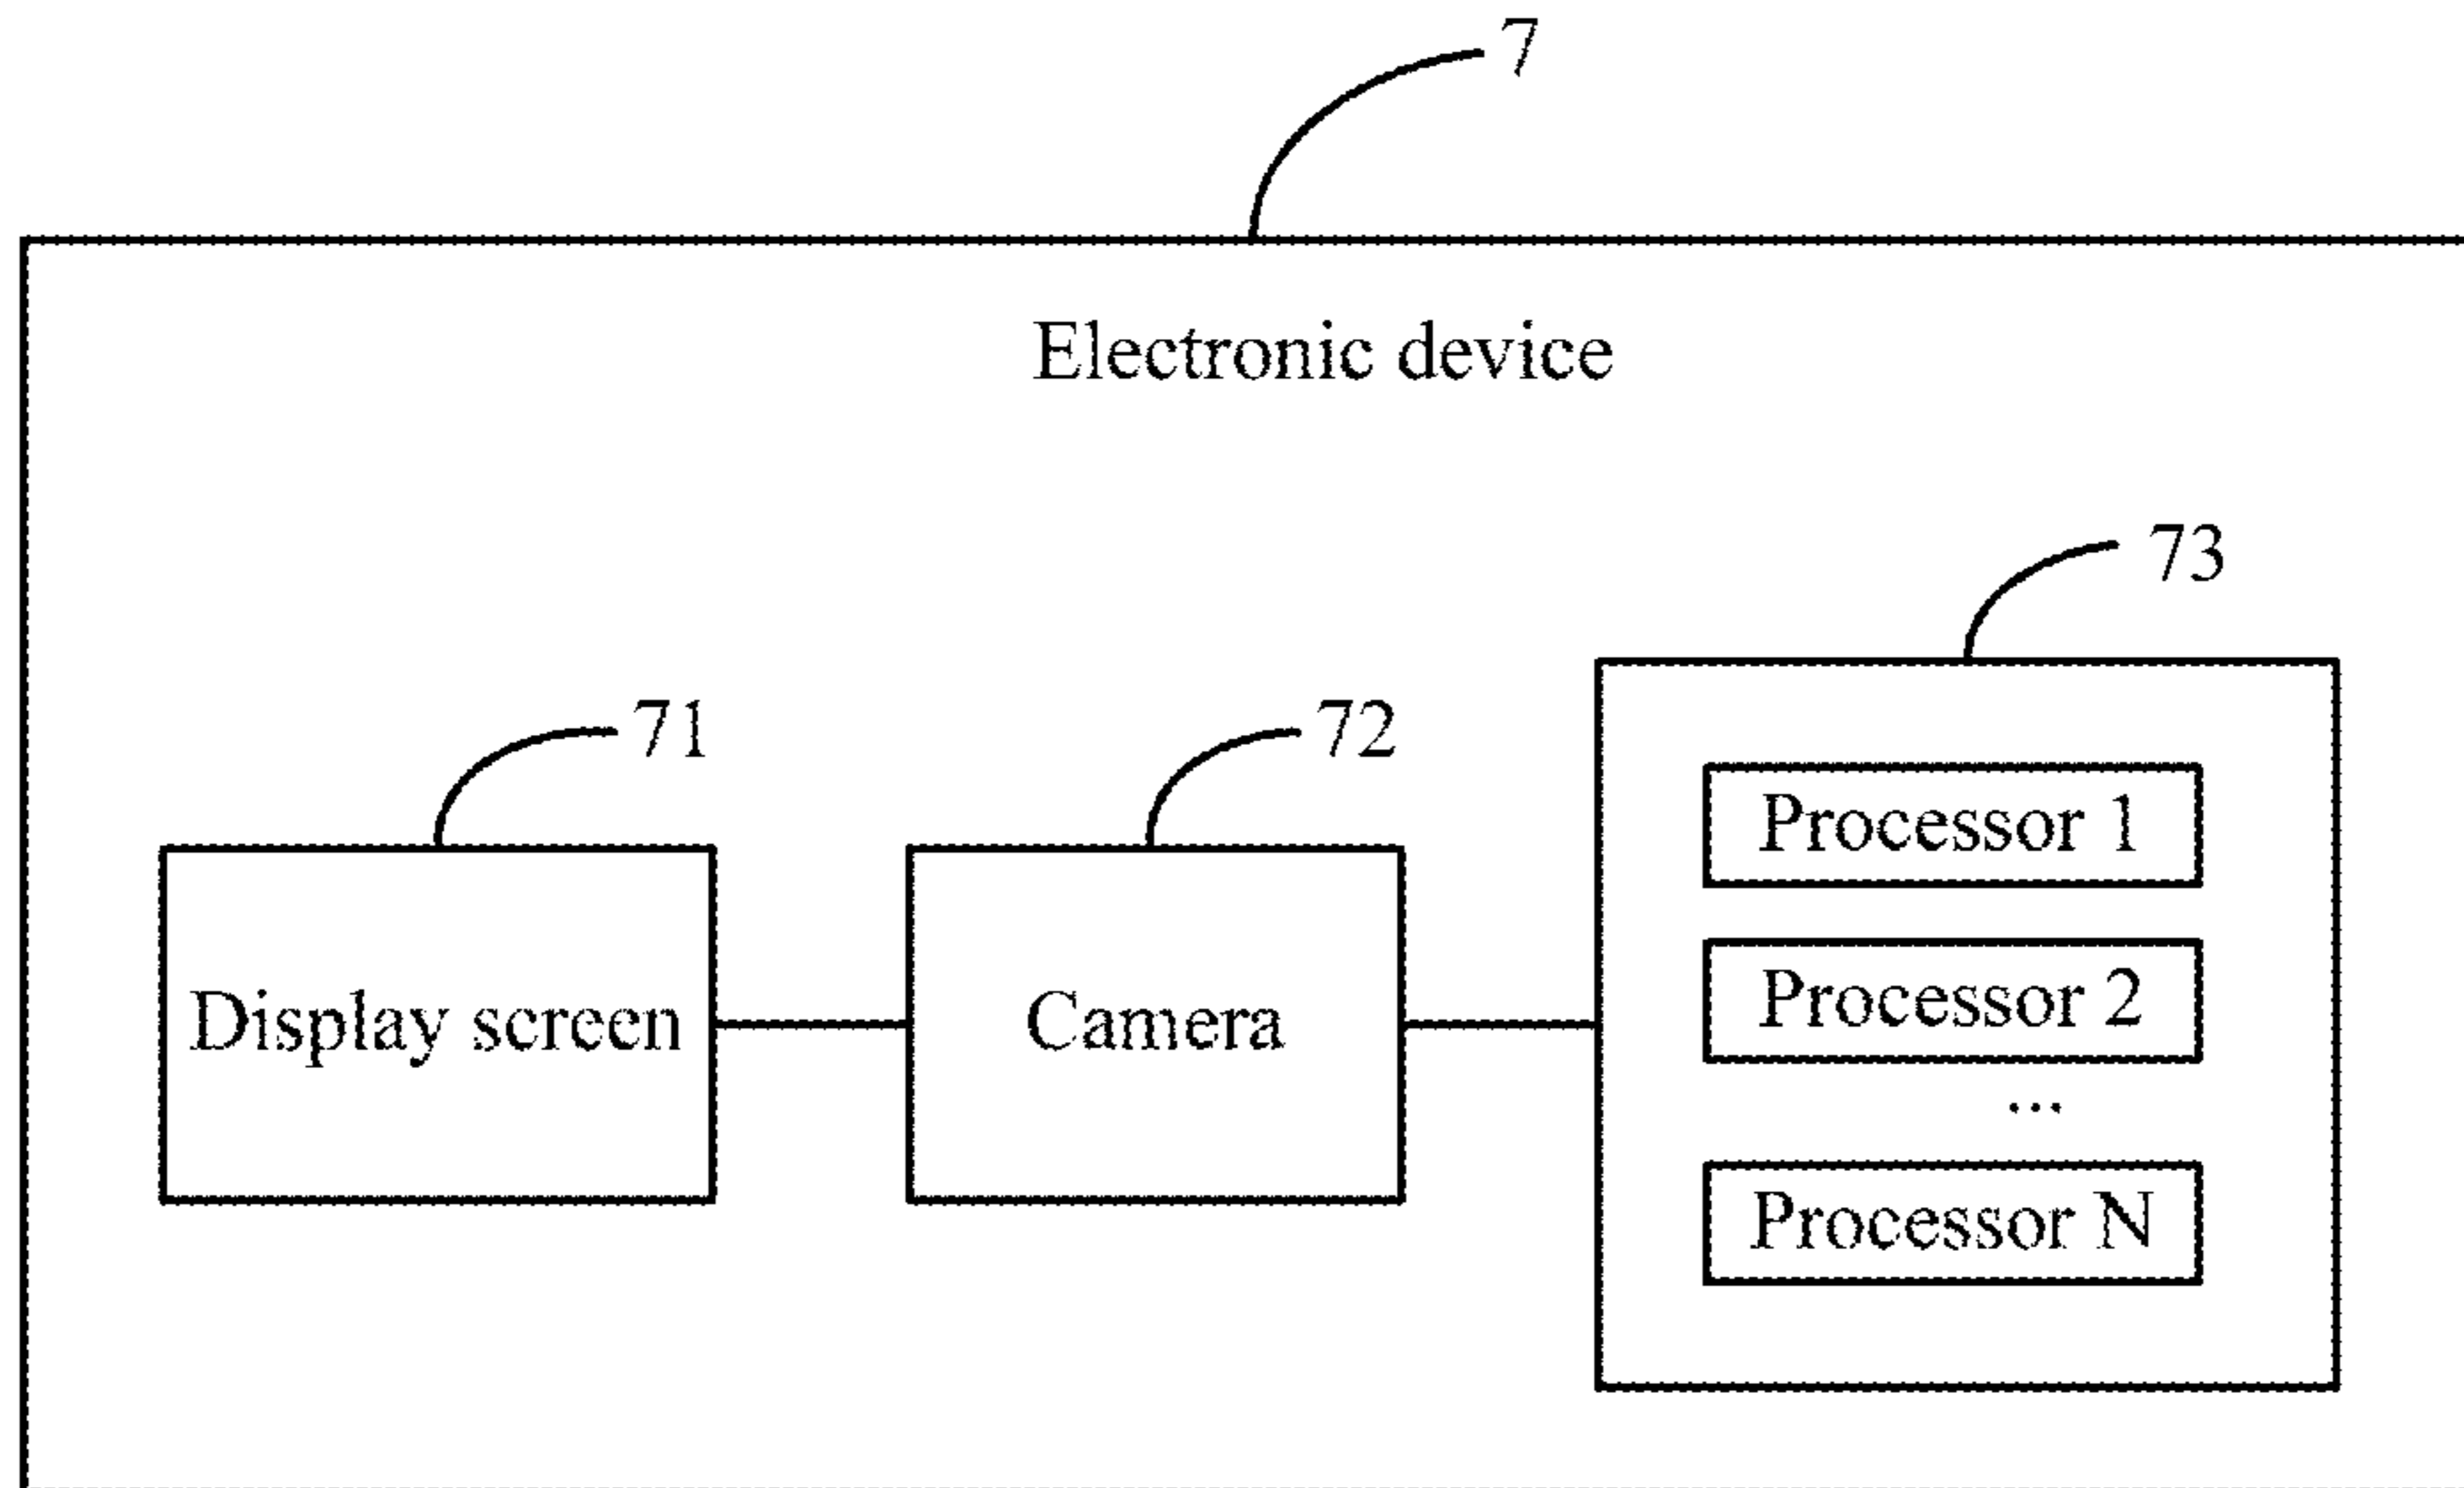 7
Electronic device
73
71
72
Processor 1
Display screen
Camera
Processor 2
...
Processor N